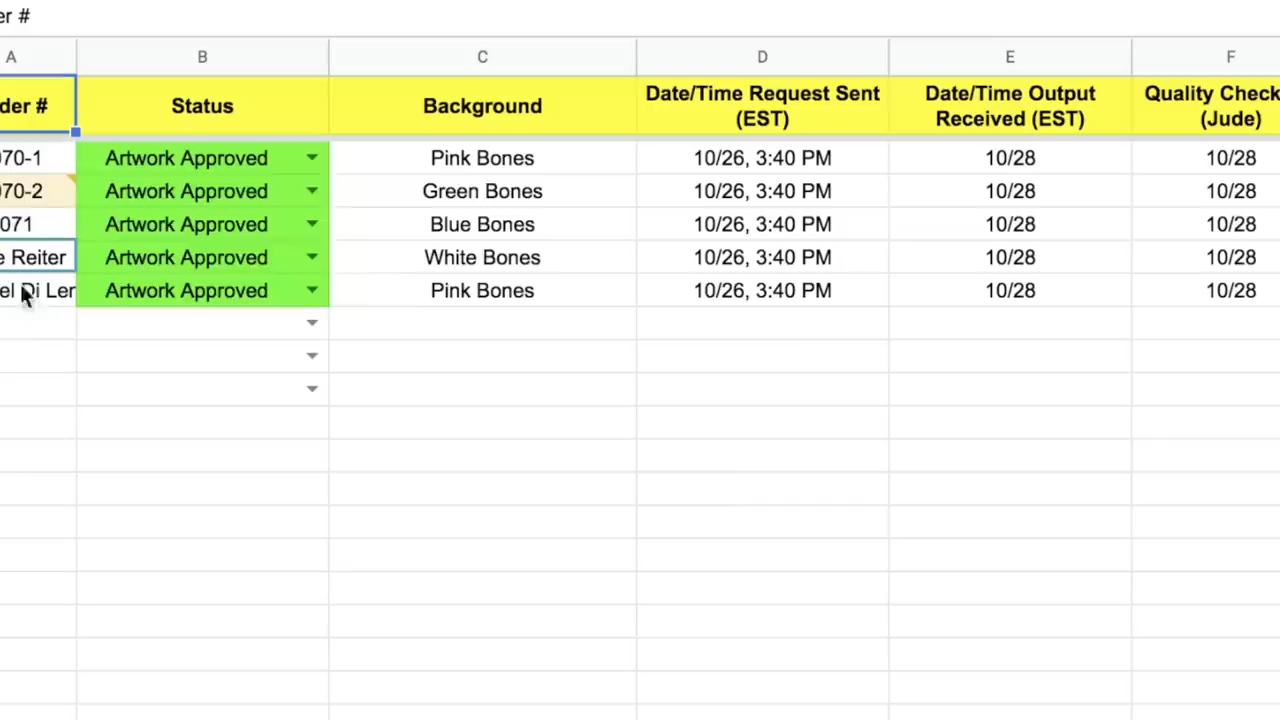 er #
A B C D E F
der # Status Background Date/Time Request Sent (EST) Date/Time Output Received (EST) Quality Check (Jude)
070-1 Artwork Approved Pink Bones 10/26, 3:40 PM 10/28 10/28
070-2 Artwork Approved Green Bones 10/26, 3:40 PM 10/28 10/28
071 Artwork Approved Blue Bones 10/26, 3:40 PM 10/28 10/28
e Reiter Artwork Approved White Bones 10/26, 3:40 PM 10/28 10/28
el Di Ler Artwork Approved Pink Bones 10/26, 3:40 PM 10/28 10/28